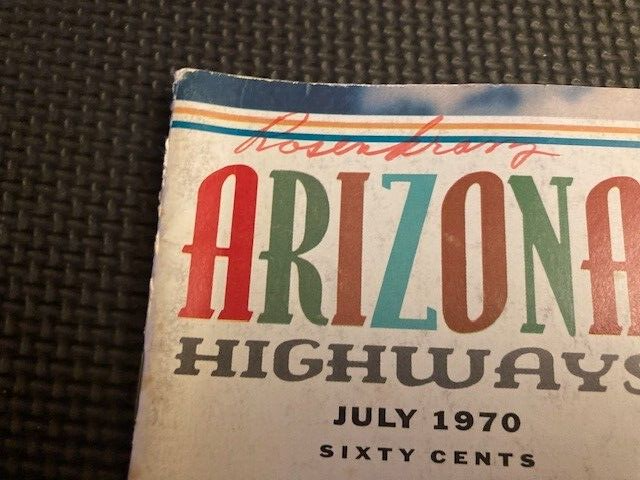 Rosenkranz
ARIZONA
HIGHWAYS
JULY 1970
SIXTY CENTS